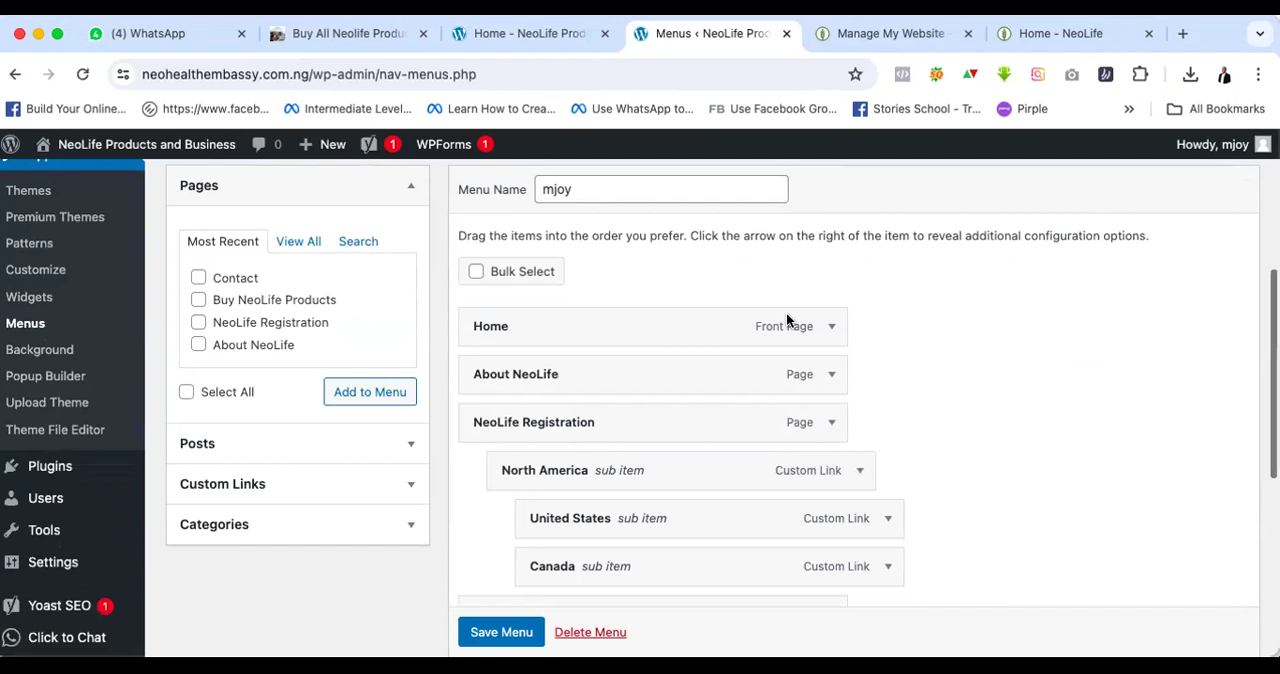 (4) WhatsApp
Buy All Neolife Produ
Home - NeoLife Prod
Menus ‹ NeoLife Proc
Manage My Website
Home - NeoLife
neohealthembassy.com.ng/wp-admin/nav-menus.php
Build Your Online...
https://www.faceb...
Intermediate Level...
Learn How to Crea...
Use WhatsApp to...
FB Use Facebook Gro...
Stories School - Tr...
Pirple
All Bookmarks
NeoLife Products and Business
0
New
1
WPForms 1
Howdy, mjoy
Themes
Premium Themes
Patterns
Customize
Widgets
Menus
Background
Popup Builder
Upload Theme
Theme File Editor
Plugins
Users
Tools
Settings
Yoast SEO 1
Click to Chat
Pages
Most Recent
View All
Search
Contact
Buy NeoLife Products
NeoLife Registration
About NeoLife
Select All
Add to Menu
Posts
Custom Links
Categories
Menu Name mjoy
Drag the items into the order you prefer. Click the arrow on the right of the item to reveal additional configuration options.
Bulk Select
Home Front Page
About NeoLife Page
NeoLife Registration Page
North America sub item Custom Link
United States sub item Custom Link
Canada sub item Custom Link
Save Menu
Delete Menu